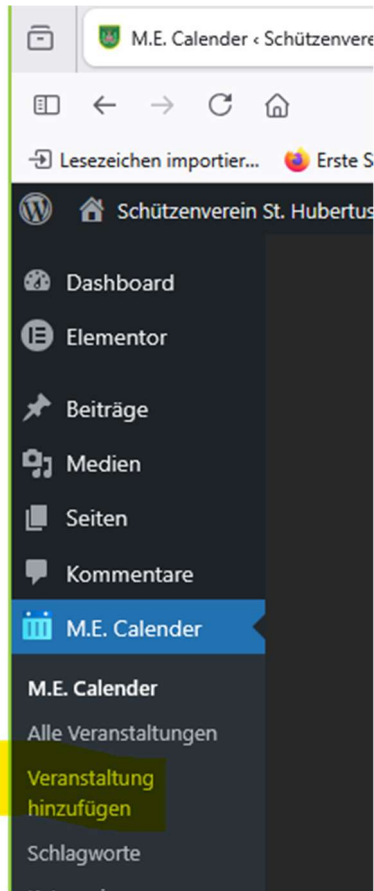 M.E. Calender ‹ Schützenvere
Lesezeichen importier... Erste S
Schützenverein St. Hubertus
Dashboard
Elementor
Beiträge
Medien
Seiten
Kommentare
M.E. Calender
M.E. Calender
Alle Veranstaltungen
Veranstaltung
hinzufügen
Schlagworte